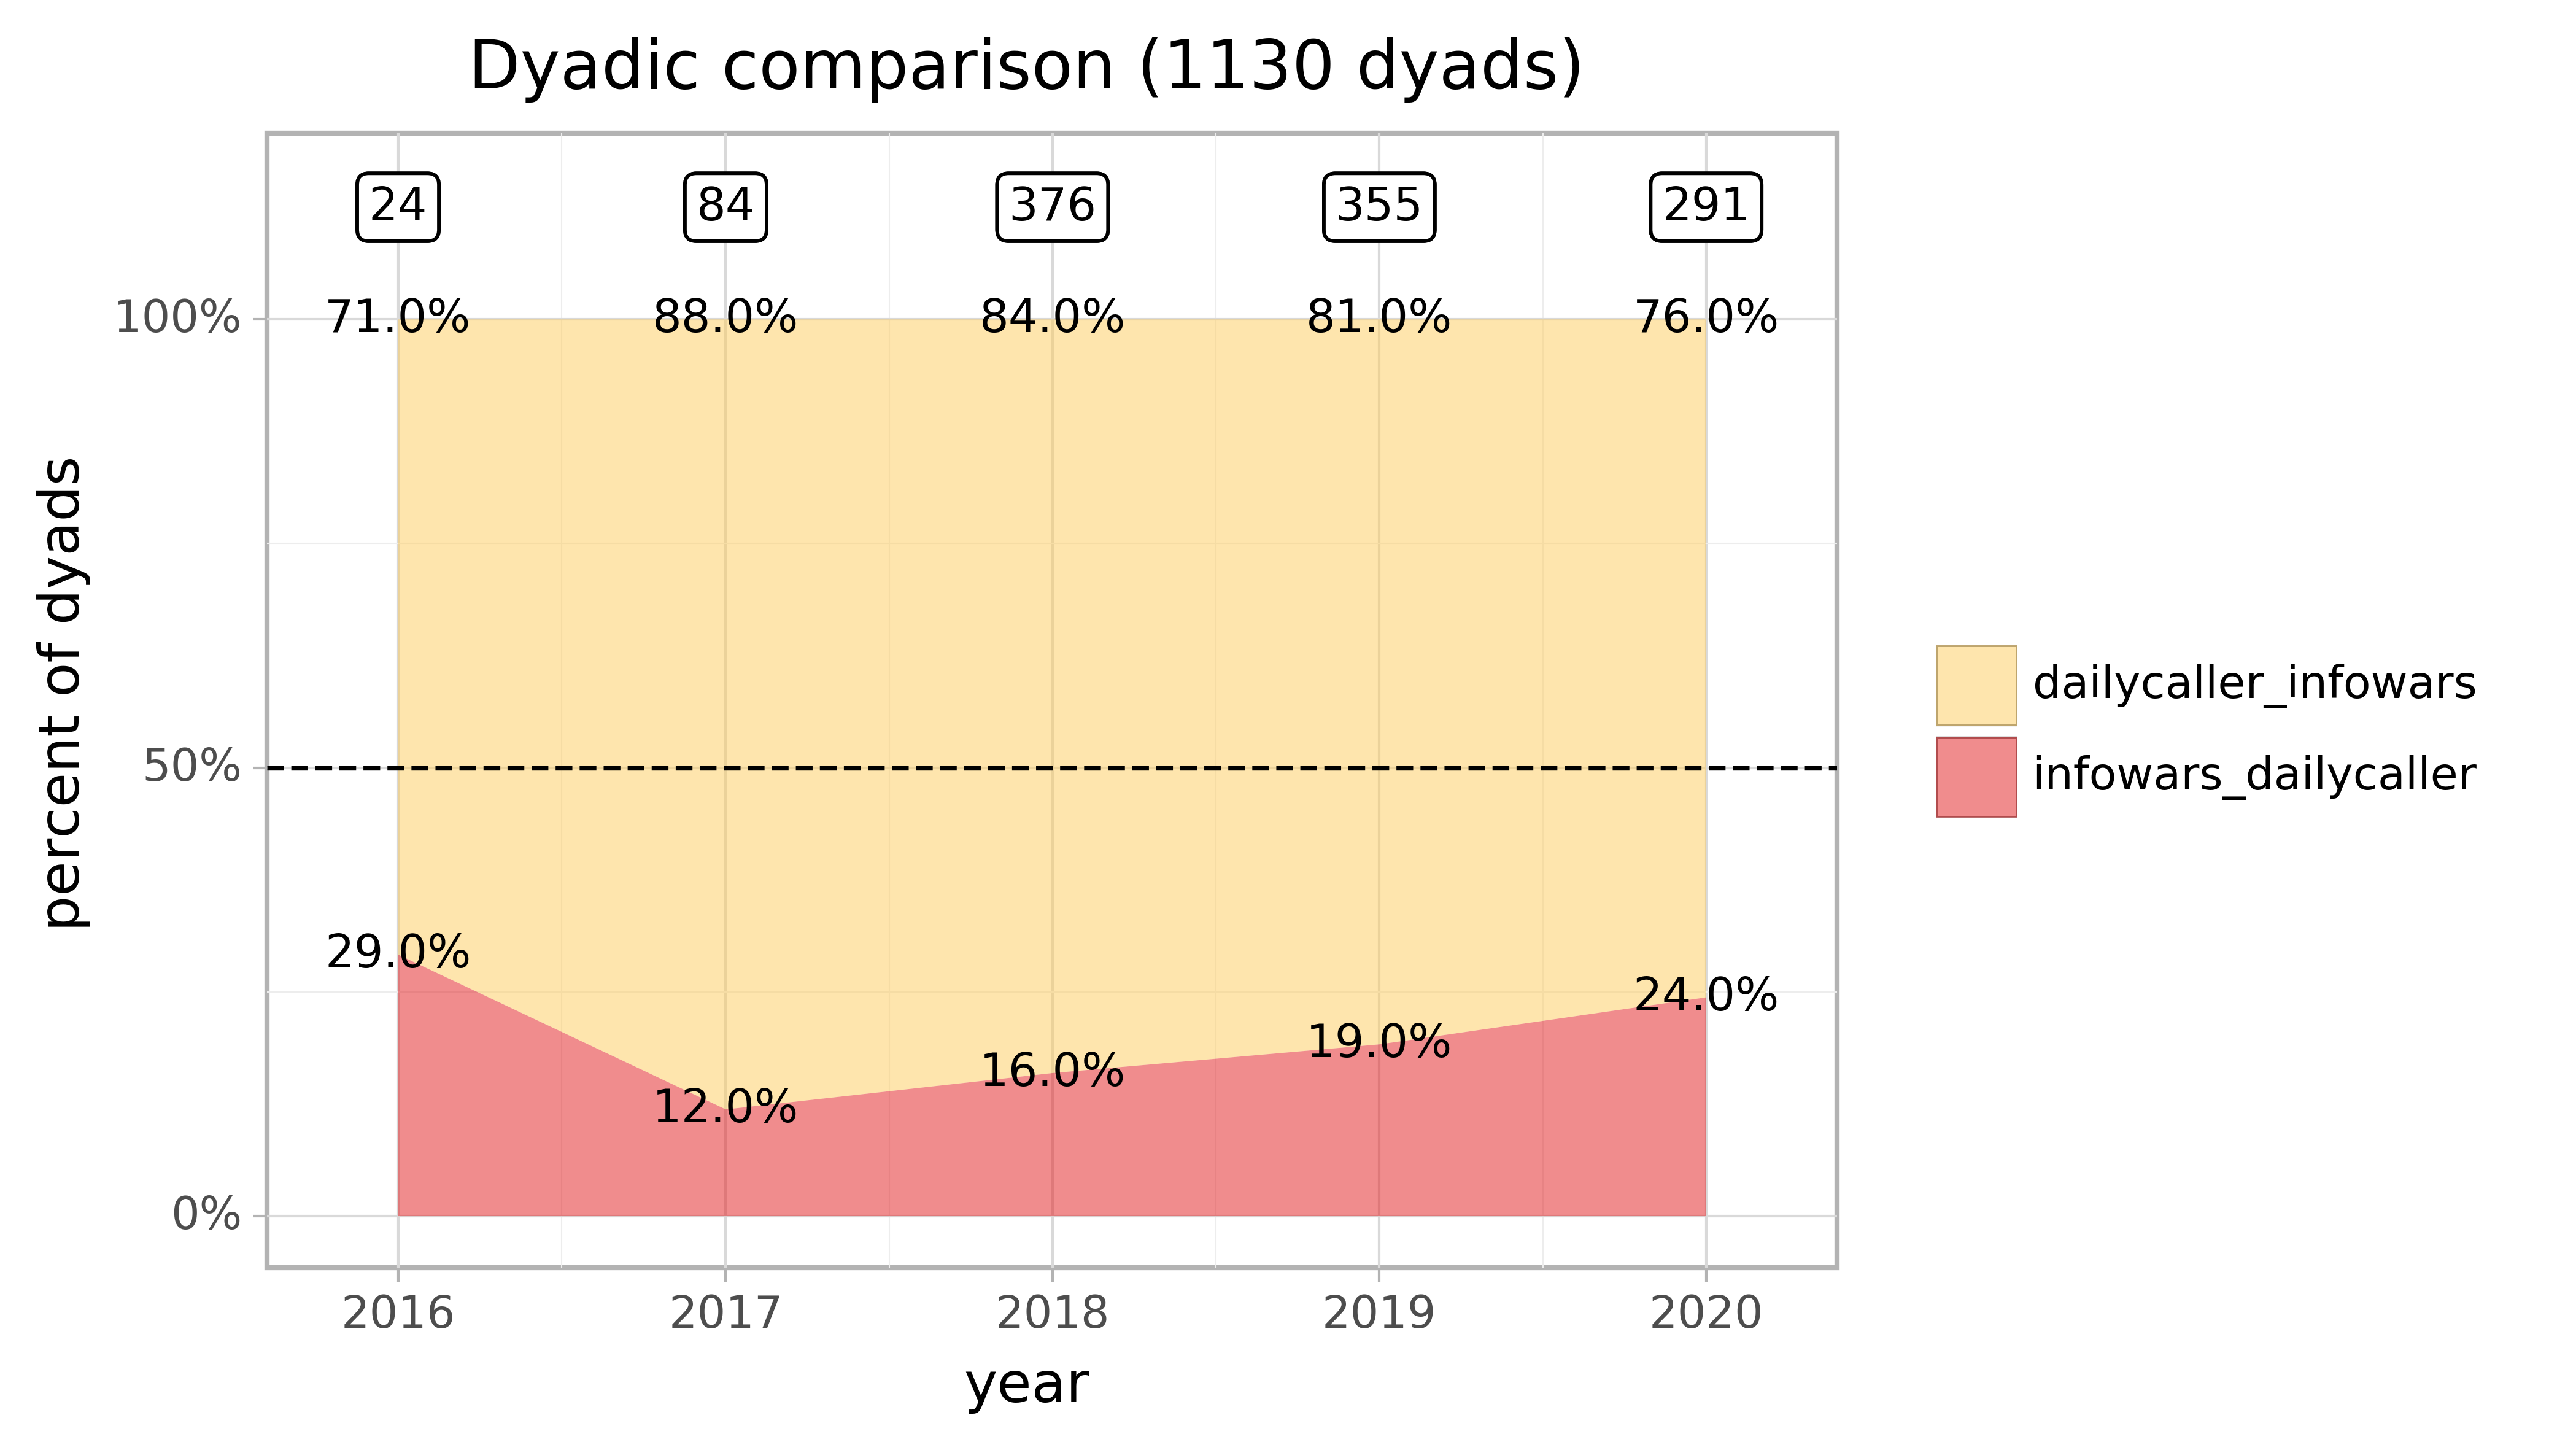 Dyadic comparison (1130 dyads)
24 84 376 355 291
100% 71.0% 88.0% 84.0% 81.0% 76.0%
percent of dyads
dailycaller_infowars
50%
infowars_dailycaller
29.0%
24.0%
19.0%
16.0%
12.0%
0%
2016 2017 2018 2019 2020
year